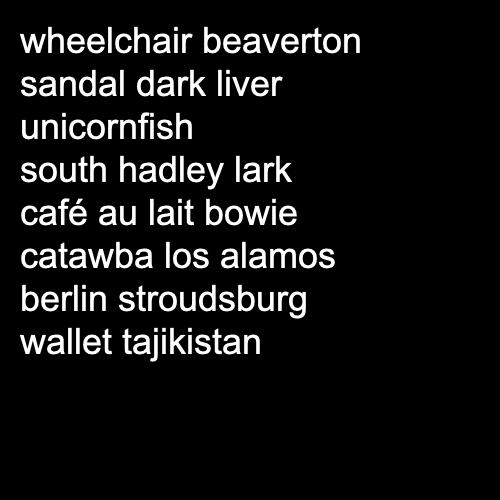 wheelchair beaverton
sandal dark liver
unicornfish
south hadley lark
café au lait bowie
catawba los alamos
berlin stroudsburg
wallet tajikistan